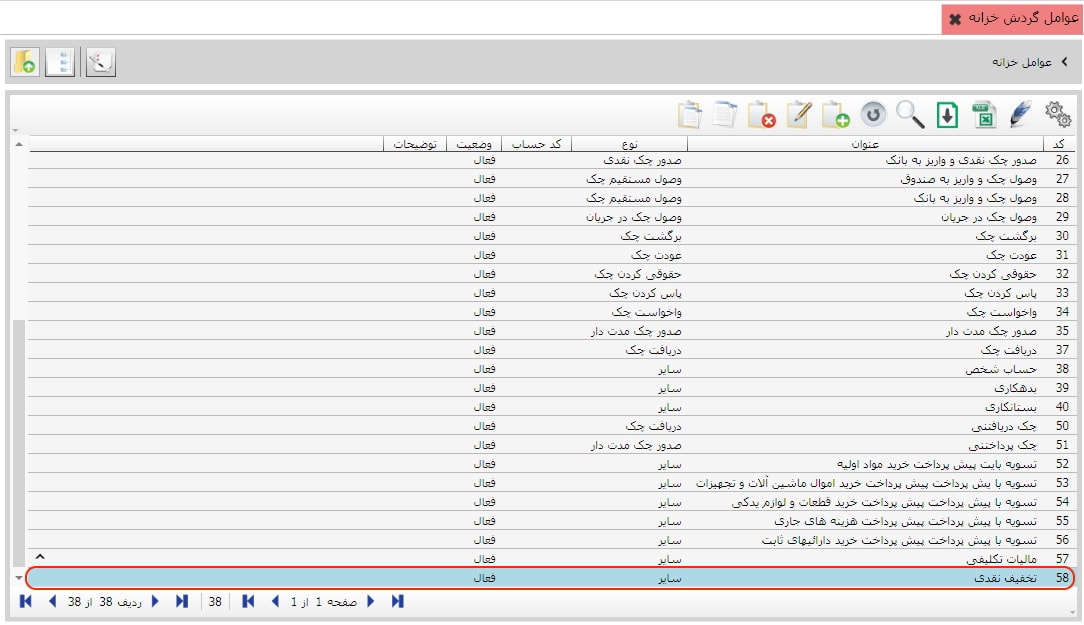 عوامل گردش خزانه
عوامل خزانه
کد عنوان نوع کد حساب وضعیت توضیحات
26 صدور چک نقدی و واریز به بانک صدور چک نقدی فعال
27 وصول چک و واریز به صندوق وصول مستقیم چک فعال
28 وصول چک و واریز به بانک وصول مستقیم چک فعال
29 وصول چک در جریان وصول چک در جریان فعال
30 برگشت چک برگشت چک فعال
31 عودت چک عودت چک فعال
32 حقوقی کردن چک حقوقی کردن چک فعال
33 پاس کردن چک پاس کردن چک فعال
34 واخواست چک واخواست چک فعال
35 صدور چک مدت دار صدور چک مدت دار فعال
37 دریافت چک دریافت چک فعال
38 حساب شخص سایر فعال
39 بدهکاری سایر فعال
40 بستانکاری سایر فعال
50 چک دریافتنی دریافت چک فعال
51 چک پرداختنی صدور چک مدت دار فعال
52 تسویه بابت پیش پرداخت خرید مواد اولیه سایر فعال
53 تسویه با یش پرداخت پیش پرداخت خرید اموال ماشین آلات و تجهیزات سایر فعال
54 تسویه با پیش پرداخت پیش پرداخت خرید قطعات و لوازم یدکی سایر فعال
55 تسویه با پیش پرداخت پیش پرداخت هزینه های جاری سایر فعال
56 تسویه با پیش پرداخت پیش پرداخت خرید دارائیهای ثابت سایر فعال
57 مالیات تکلیفی سایر فعال
58 تخفیف نقدی سایر فعال
صفحه 1 از 1 38 ردیف 38 از 38